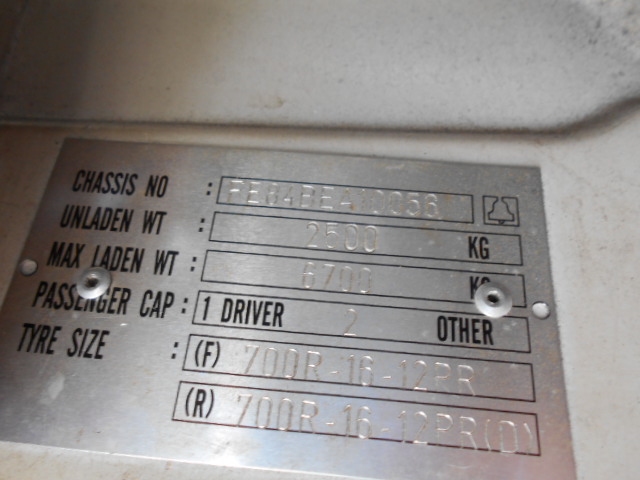 CHASSIS NO : FE84BEA10056
UNLADEN WT : 2500 KG
MAX LADEN WT : 6700 KG
PASSENGER CAP : 1 DRIVER 2 OTHER
TYRE SIZE : (F) 700R-16-12PR
(R) 700R-16-12PR(D)